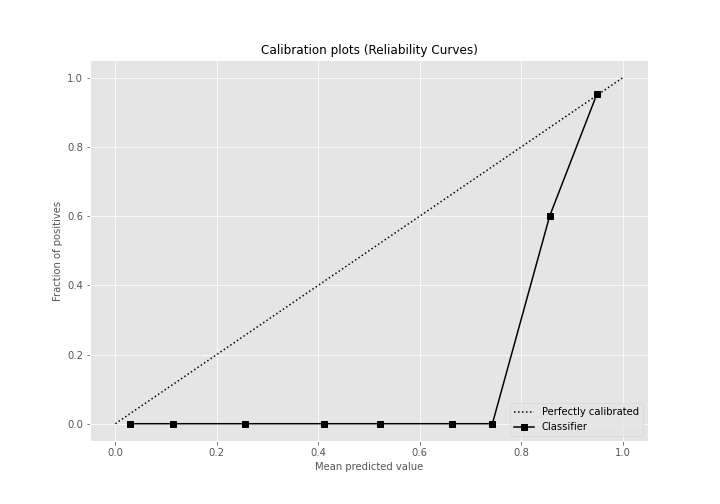 Calibration plots (Reliability Curves)
1.0
0.8
0.6
0.4
0.2
0.0
Fraction of positives
0.0 0.2 0.4 0.6 0.8 1.0
Mean predicted value
Perfectly calibrated
Classifier